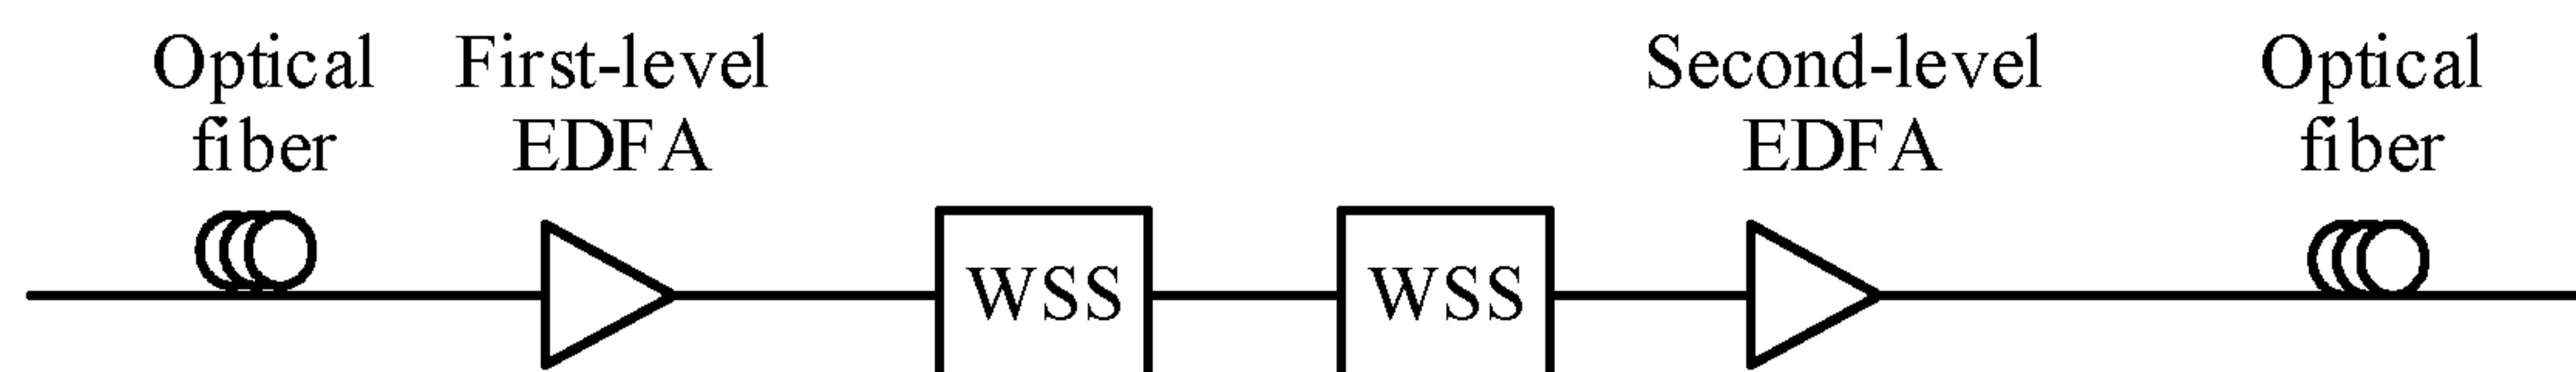 Optical
fiber
First-level
EDFA
Second-level
EDFA
Optical
fiber
WSS
WSS